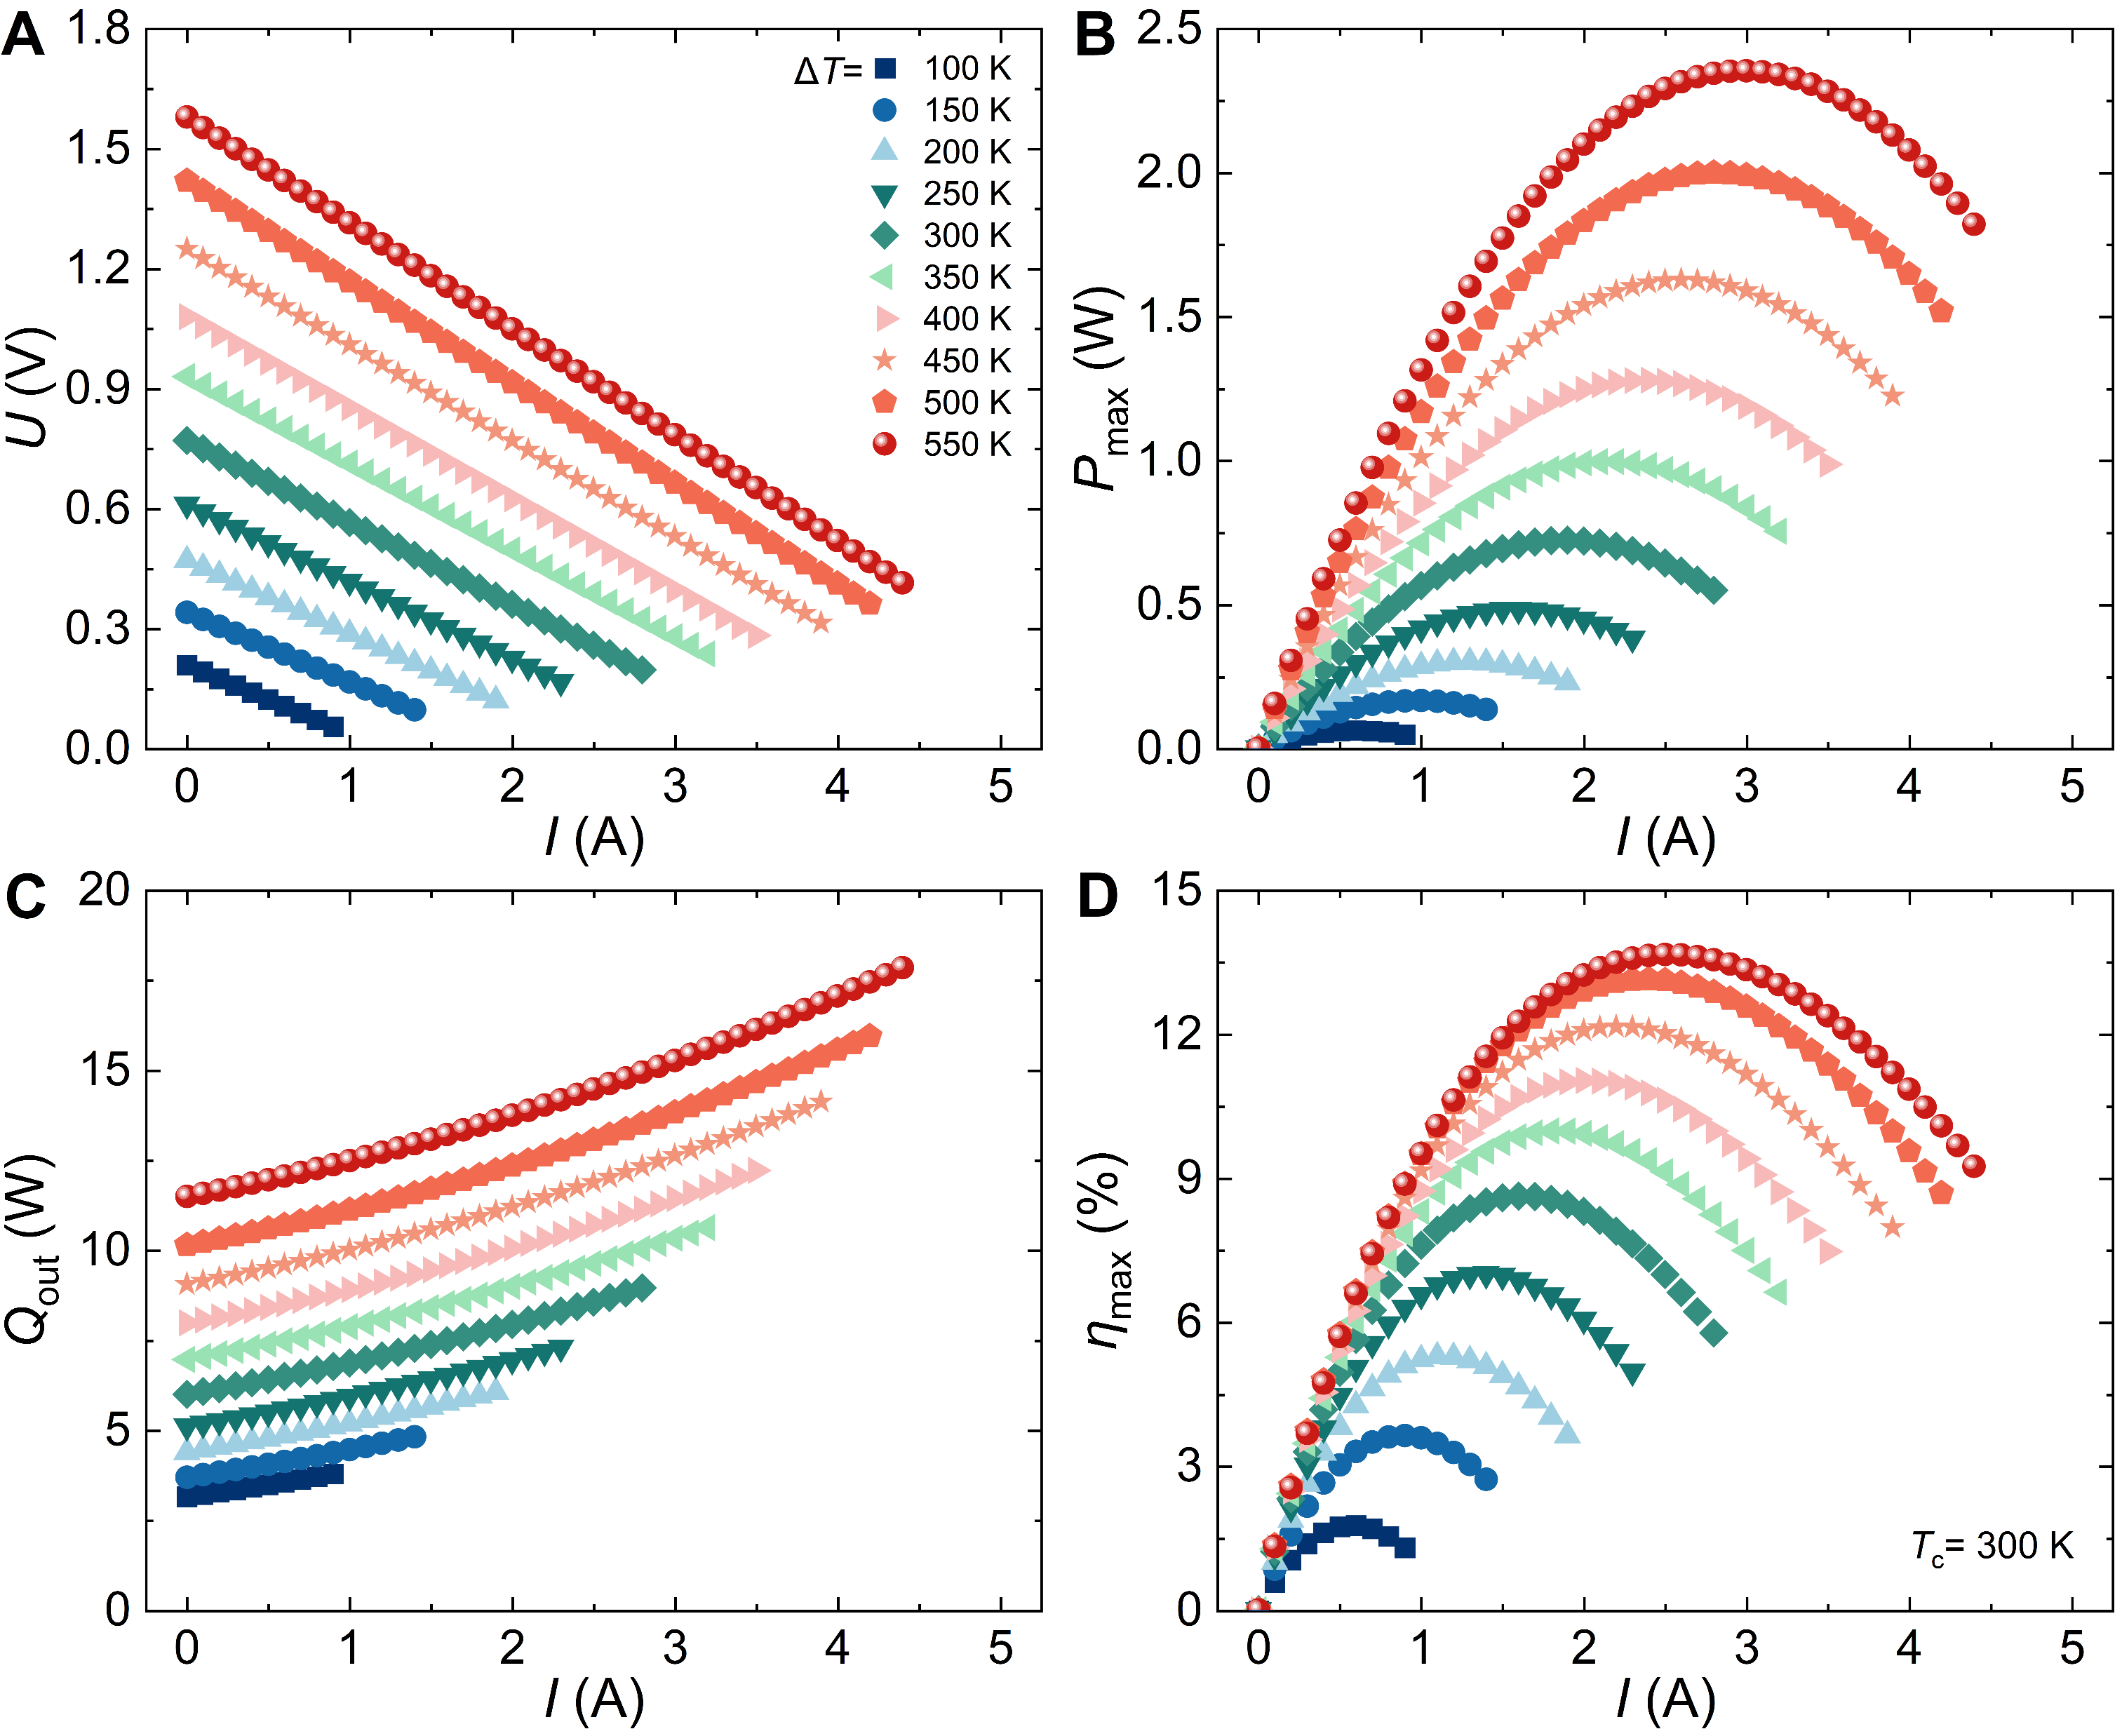 A
1.8
1.5
1.2
0.9
0.6
0.3
0.0
U (V)
0 1 2 3 4 5
I (A)
ΔT= 100 K
150 K
200 K
250 K
300 K
350 K
400 K
450 K
500 K
550 K
B
2.5
2.0
1.5
1.0
0.5
0.0
Pmax (W)
0 1 2 3 4 5
I (A)
C
20
15
10
5
0
Qout (W)
0 1 2 3 4 5
I (A)
D
15
12
9
6
3
0
ηmax (%)
Tc= 300 K
0 1 2 3 4 5
I (A)